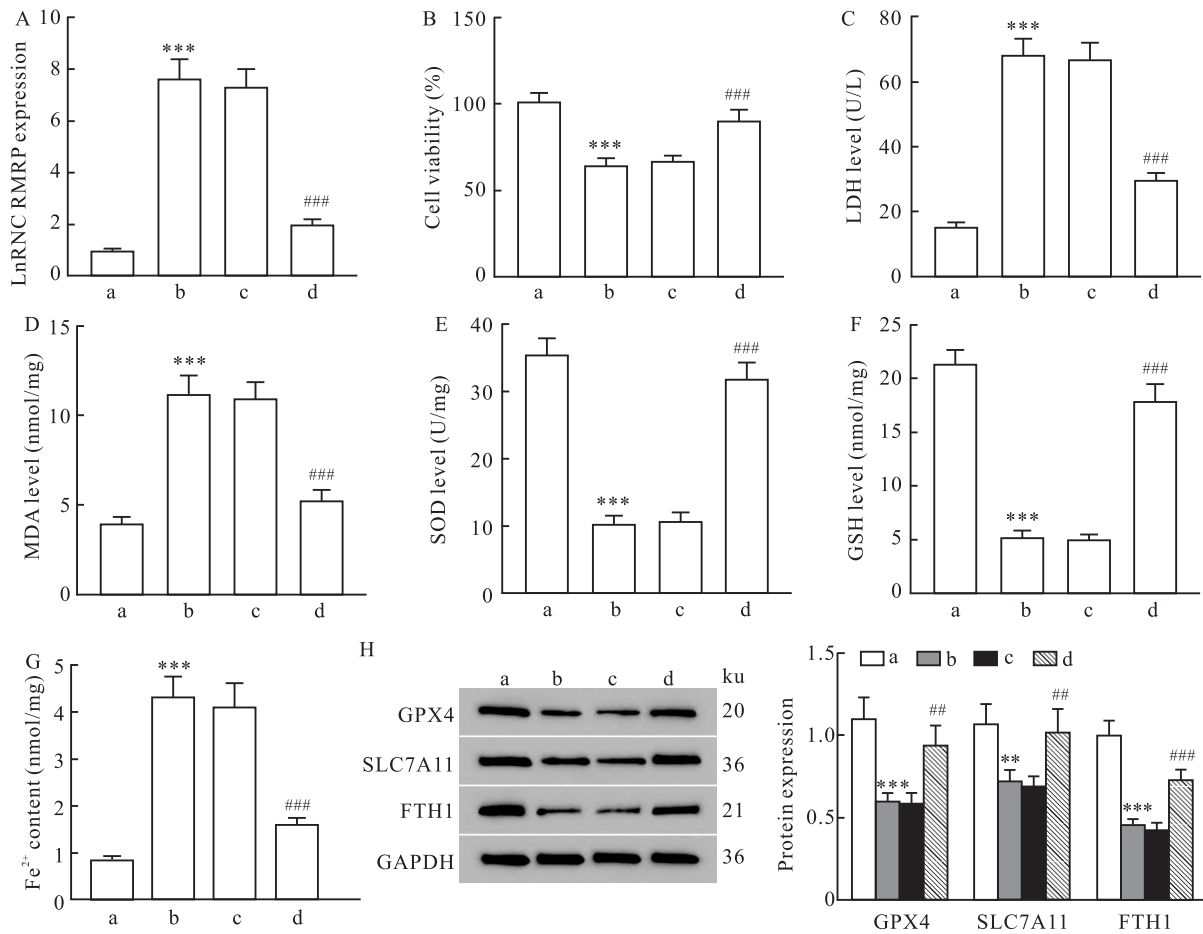 A
LnRNC RMRP expression
10
8
6
4
2
0
***
###
a b c d
B
Cell viability (%)
150
100
50
0
***
###
a b c d
C
LDH level (U/L)
80
60
40
20
0
***
###
a b c d
D
MDA level (nmol/mg)
15
10
5
0
***
###
a b c d
E
SOD level (U/mg)
40
30
20
10
0
***
###
a b c d
F
GSH level (nmol/mg)
25
20
15
10
5
0
***
###
a b c d
G
Fe²⁺ content (nmol/mg)
5
4
3
2
1
0
***
###
a b c d
H
a b c d ku
GPX4 20
SLC7A11 36
FTH1 21
GAPDH 36
Protein expression
1.5
1.0
0.5
0
a b c d
*** ##
** ##
*** ###
GPX4 SLC7A11 FTH1